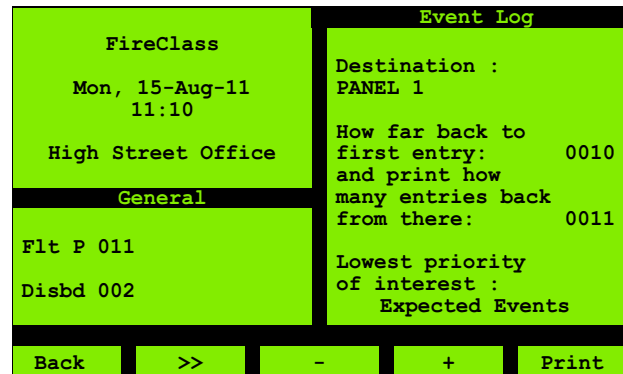 FireClass
Mon, 15-Aug-11
11:10
High Street Office
General
Flt P 011
Disbd 002
Event Log
Destination :
PANEL 1
How far back to
first entry: 0010
and print how
many entries back
from there: 0011
Lowest priority
of interest :
Expected Events
Back >> - + Print